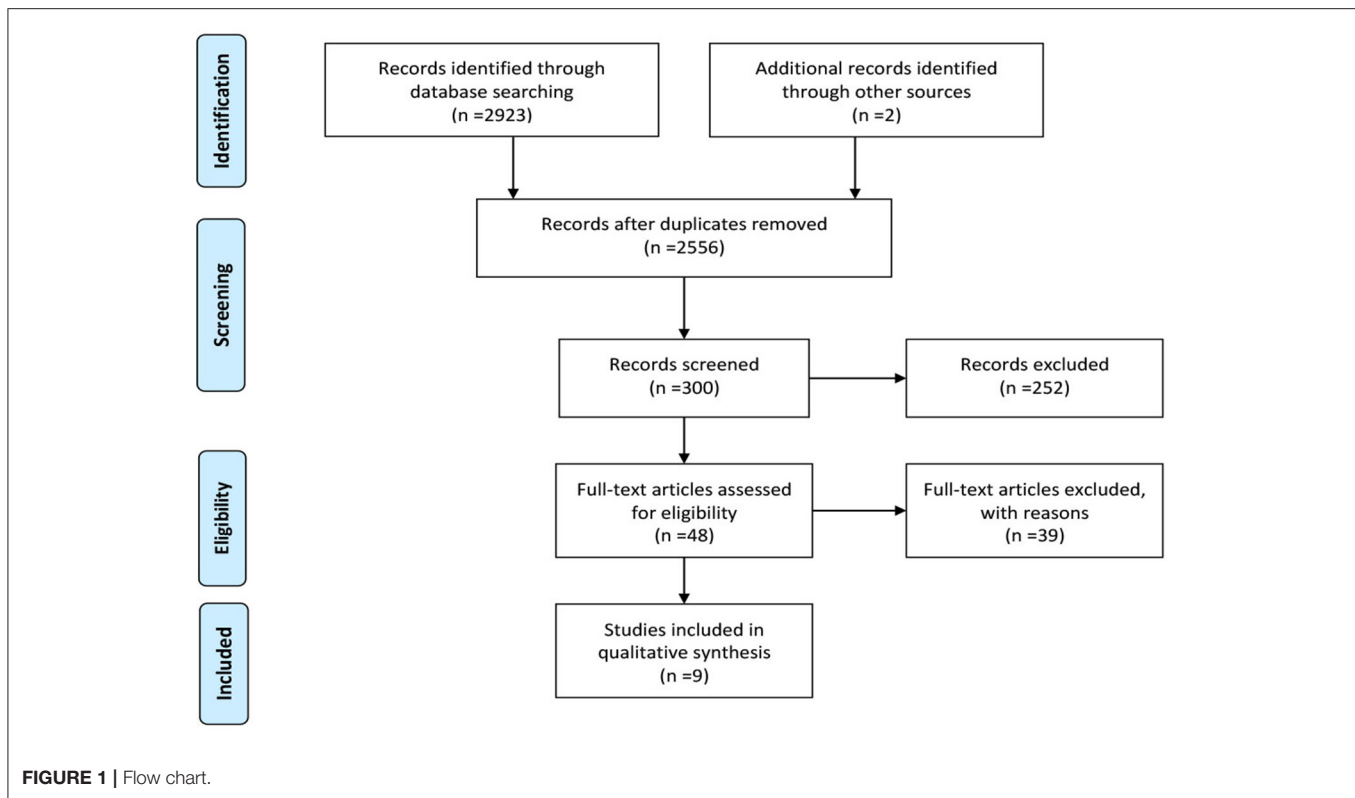 Identification
Records identified through
database searching
(n =2923)
Additional records identified
through other sources
(n =2)
Screening
Records after duplicates removed
(n =2556)
Records screened
(n =300)
Records excluded
(n =252)
Eligibility
Full-text articles assessed
for eligibility
(n =48)
Full-text articles excluded,
with reasons
(n =39)
Included
Studies included in
qualitative synthesis
(n =9)
FIGURE 1 | Flow chart.